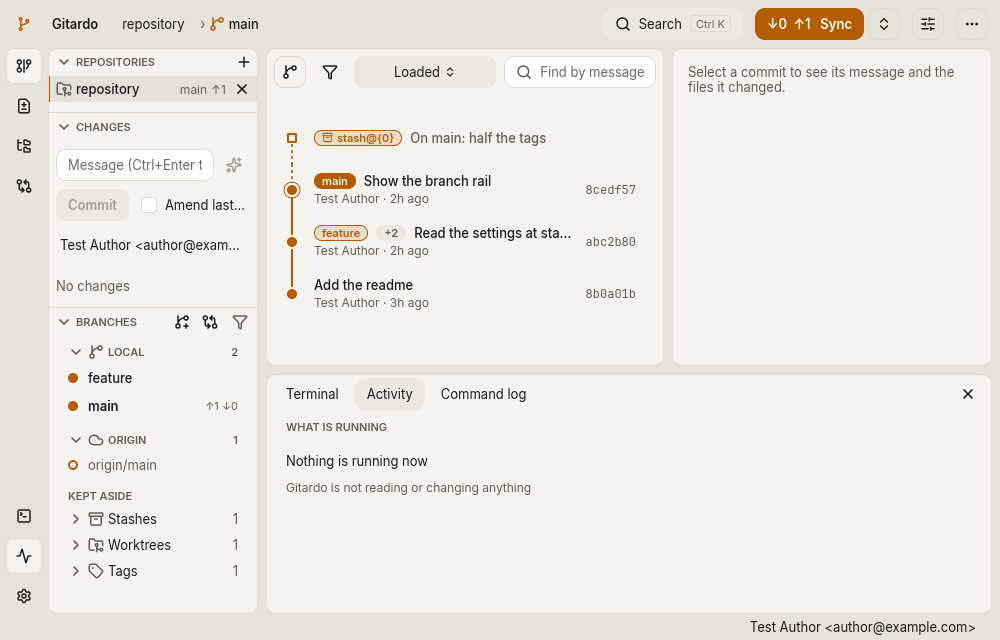 Gitardo
repository
main
Search
Ctrl K
↓0 ↑1 Sync
REPOSITORIES
repository
main ↑1
CHANGES
Message (Ctrl+Enter t
Commit
Amend last...
Test Author <author@exam...
No changes
BRANCHES
LOCAL
2
feature
main
↑1 ↓0
ORIGIN
1
origin/main
KEPT ASIDE
Stashes
1
Worktrees
1
Tags
1
Loaded
Find by message
stash@{0}
On main: half the tags
main
Show the branch rail
Test Author · 2h ago
8cedf57
feature
+2
Read the settings at sta...
Test Author · 2h ago
abc2b80
Add the readme
Test Author · 3h ago
8b0a01b
Select a commit to see its message and the
files it changed.
Terminal
Activity
Command log
WHAT IS RUNNING
Nothing is running now
Gitardo is not reading or changing anything
Test Author <author@example.com>